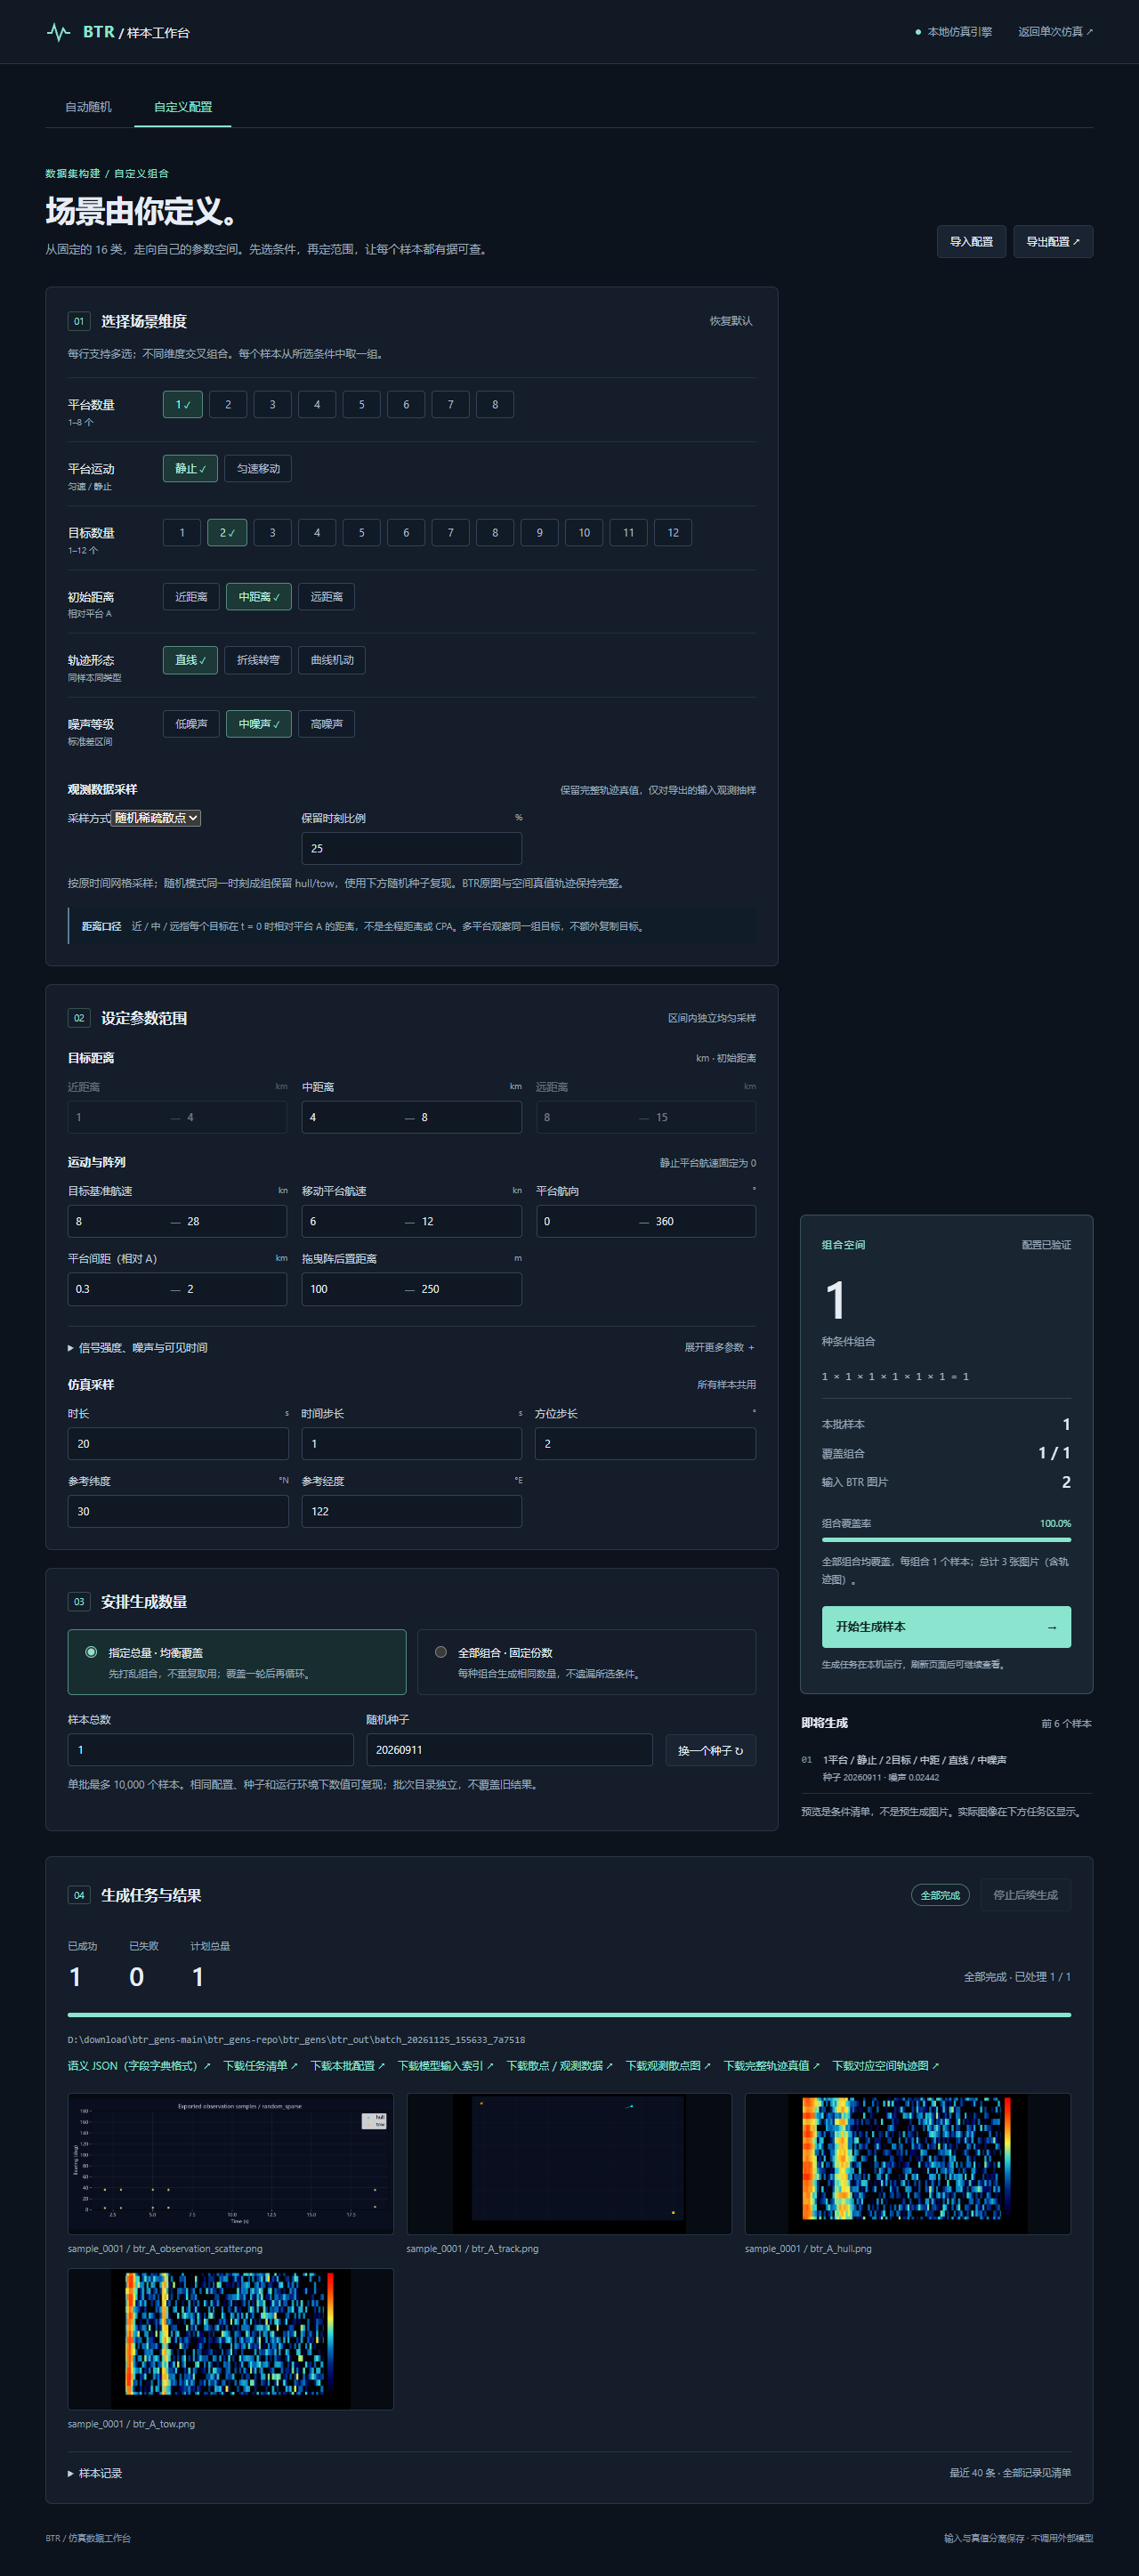 BTR / 样本工作台
本地仿真引擎
返回单次仿真 ↗
自动随机
自定义配置
数据集构建 / 自定义组合
场景由你定义。
从固定的 16 类，走向自己的参数空间。先选条件，再定范围，让每个样本都有据可查。
导入配置
导出配置 ↗
01 选择场景维度
恢复默认
每行支持多选；不同维度交叉组合。每个样本从所选条件中取一组。
平台数量
1–8 个
1 ✓ 2 3 4 5 6 7 8
平台运动
匀速 / 静止
静止 ✓ 匀速移动
目标数量
1–12 个
1 2 ✓ 3 4 5 6 7 8 9 10 11 12
初始距离
相对平台 A
近距离 中距离 ✓ 远距离
轨迹形态
同样本同类型
直线 ✓ 折线转弯 曲线机动
噪声等级
标准差区间
低噪声 中噪声 ✓ 高噪声
观测数据采样
保留完整轨迹真值，仅对导出的输入观测抽样
采样方式 随机稀疏散点
保留时刻比例 %
25
按原时间网格采样；随机模式同一时刻成组保留 hull/tow，使用下方随机种子复现。BTR原图与空间真值轨迹保持完整。
距离口径 近 / 中 / 远指每个目标在 t = 0 时相对平台 A 的距离，不是全程距离或 CPA。多平台观察同一组目标，不额外复制目标。
02 设定参数范围
区间内独立均匀采样
目标距离
km · 初始距离
近距离 km 中距离 km 远距离 km
1 — 4 4 — 8 8 — 15
运动与阵列
静止平台航速固定为 0
目标基准航速 kn 移动平台航速 kn 平台航向 °
8 — 28 6 — 12 0 — 360
平台间距（相对 A） km 拖曳阵后置距离 m
0.3 — 2 100 — 250
▶ 信号强度、噪声与可见时间
展开更多参数 +
仿真采样
所有样本共用
时长 s 时间步长 s 方位步长 °
20 1 2
参考纬度 °N 参考经度 °E
30 122
组合空间
配置已验证
1
种条件组合
1 × 1 × 1 × 1 × 1 × 1 = 1
本批样本 1
覆盖组合 1 / 1
输入 BTR 图片 2
组合覆盖率 100.0%
全部组合均覆盖，每组合 1 个样本；总计 3 张图片（含轨
迹图）。
开始生成样本 →
生成任务在本机运行，刷新页面后可继续查看。
即将生成
前 6 个样本
01 1平台 / 静止 / 2目标 / 中距 / 直线 / 中噪声
种子 20260911 · 噪声 0.02442
预览是条件清单，不是预生成图片。实际图像在下方任务区显示。
03 安排生成数量
指定总量 · 均衡覆盖
先打乱组合，不重复取用；覆盖一轮后再循环。
全部组合 · 固定份数
每种组合生成相同数量，不遗漏所选条件。
样本总数 随机种子
1 20260911 换一个种子 ↻
单批最多 10,000 个样本。相同配置、种子和运行环境下数值可复现；批次目录独立，不覆盖旧结果。
04 生成任务与结果
全部完成
停止后续生成
已成功 已失败 计划总量
1 0 1
全部完成 · 已处理 1 / 1
D:\download\btr_gens-main\btr_gens-repo\btr_gens\btr_out\batch_20261125_155633_7a7518
语义 JSON（字段字典格式）↗ 下载任务清单 ↗ 下载本批配置 ↗ 下载模型输入索引 ↗ 下载散点 / 观测数据 ↗ 下载观测散点图 ↗ 下载完整轨迹真值 ↗ 下载对应空间轨迹图 ↗
Exported observation samples / random_sparse
hull
tow
Bearing (deg)
180
160
140
120
100
80
60
40
20
0
2.5 5.0 7.5 10.0 12.5 15.0 17.5
Time (s)
sample_0001 / btr_A_observation_scatter.png
sample_0001 / btr_A_track.png
sample_0001 / btr_A_hull.png
sample_0001 / btr_A_tow.png
▶ 样本记录
最近 40 条 · 全部记录见清单
BTR / 仿真数据工作台
输入与真值分离保存 · 不调用外部模型